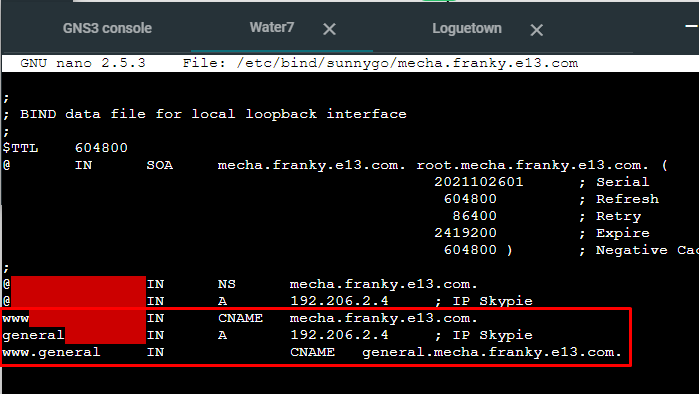 GNS3 console Water7 Loguetown
GNU nano 2.5.3 File: /etc/bind/sunnygo/mecha.franky.e13.com
;
; BIND data file for local loopback interface
;
$TTL 604800
@ IN SOA mecha.franky.e13.com. root.mecha.franky.e13.com. (
2021102601 ; Serial
604800 ; Refresh
86400 ; Retry
2419200 ; Expire
604800 ) ; Negative Cac
;
@ IN NS mecha.franky.e13.com.
@ IN A 192.206.2.4 ; IP Skypie
www IN CNAME mecha.franky.e13.com.
general IN A 192.206.2.4 ; IP Skypie
www.general IN CNAME general.mecha.franky.e13.com.